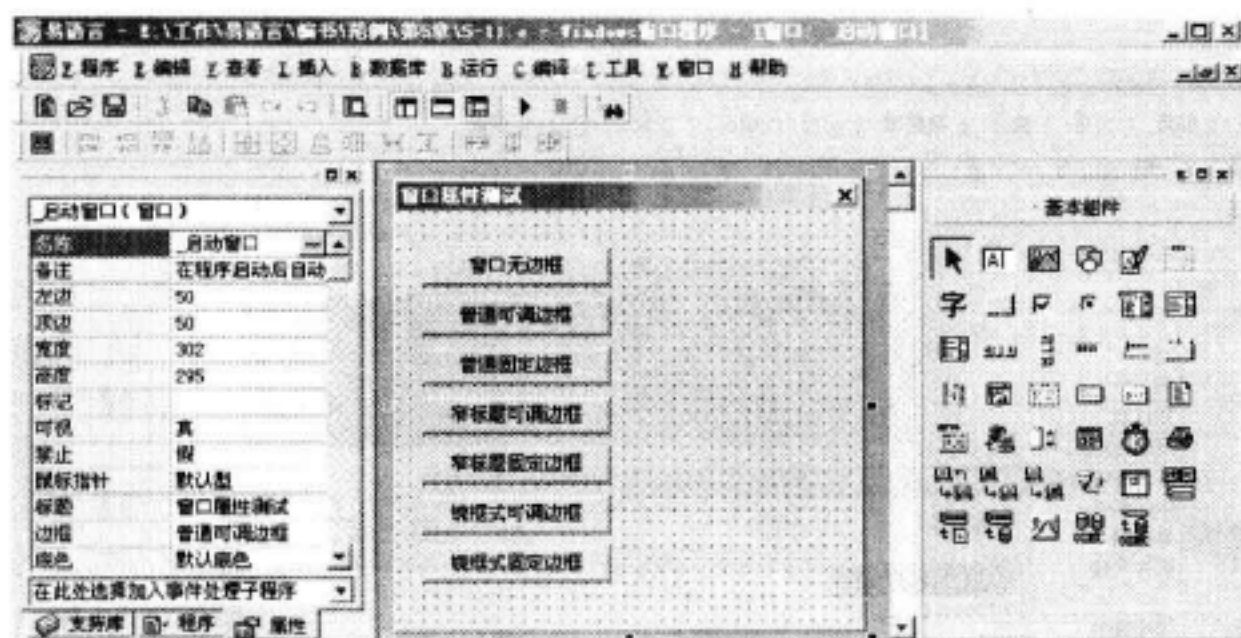 易语言 - E:\工作\易语言\编书\范例\第5章\5-1).e - Windows窗口程序 - [窗口: _启动窗口]
F.程序 E.编辑 V.查看 I.插入 B.数据库 R.运行 C.编译 T.工具 W.窗口 H.帮助
_启动窗口(窗口)
名称 _启动窗口
备注 在程序启动后自动
左边 50
顶边 50
宽度 302
高度 295
标记
可视 真
禁止 假
鼠标指针 默认型
标题 窗口属性测试
边框 普通可调边框
底色 默认底色
在此处选择加入事件处理子程序
支持库 程序 属性
窗口属性测试
窗口无边框
普通可调边框
普通固定边框
窄标题可调边框
窄标题固定边框
镜框式可调边框
镜框式固定边框
基本组件